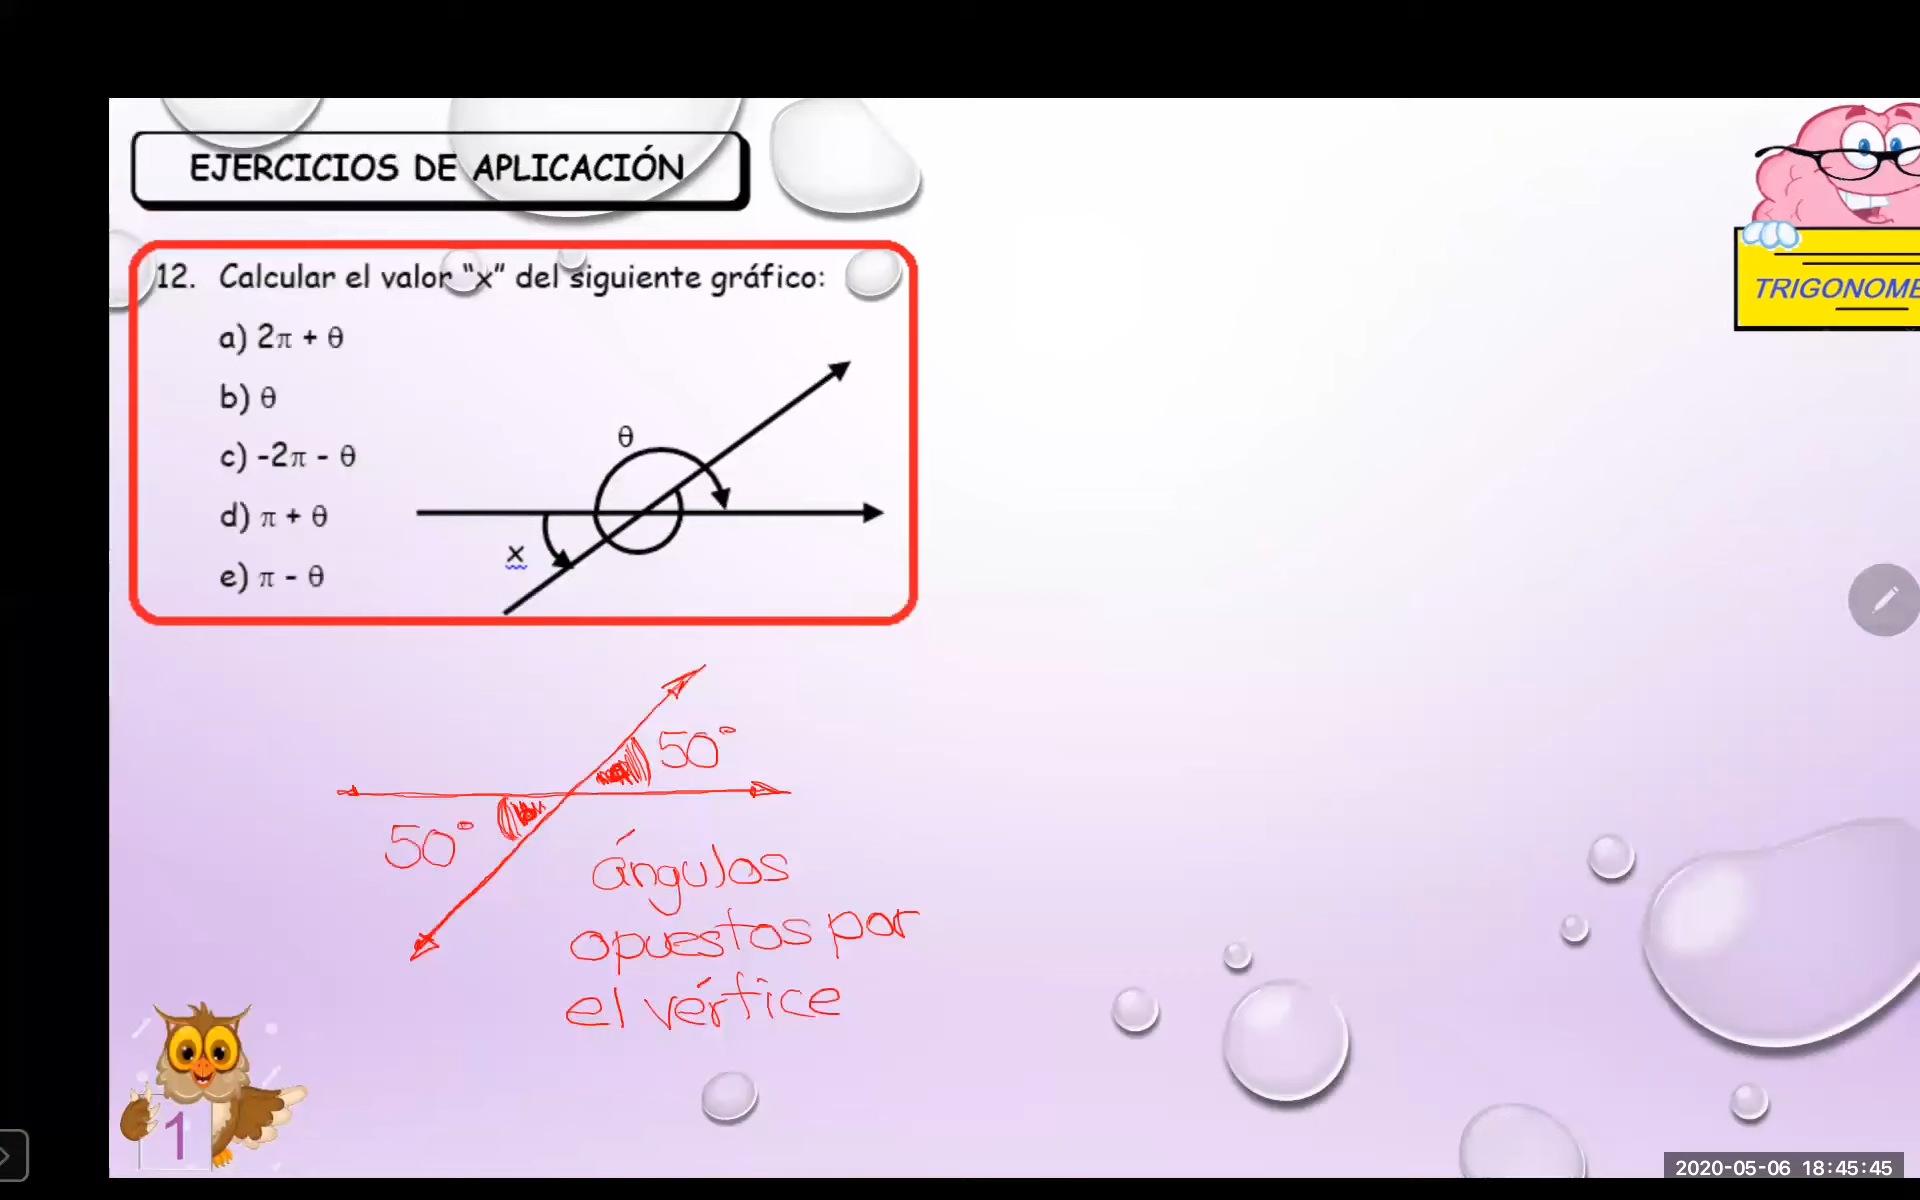 EJERCICIOS DE APLICACIÓN
12. Calcular el valor “x” del siguiente gráfico:
a) 2π + θ
b) θ
c) -2π - θ
d) π + θ
e) π - θ
θ
x
TRIGONOME
50°
50°
ángulos
opuestos por
el vértice
1
2020-05-06 18:45:45